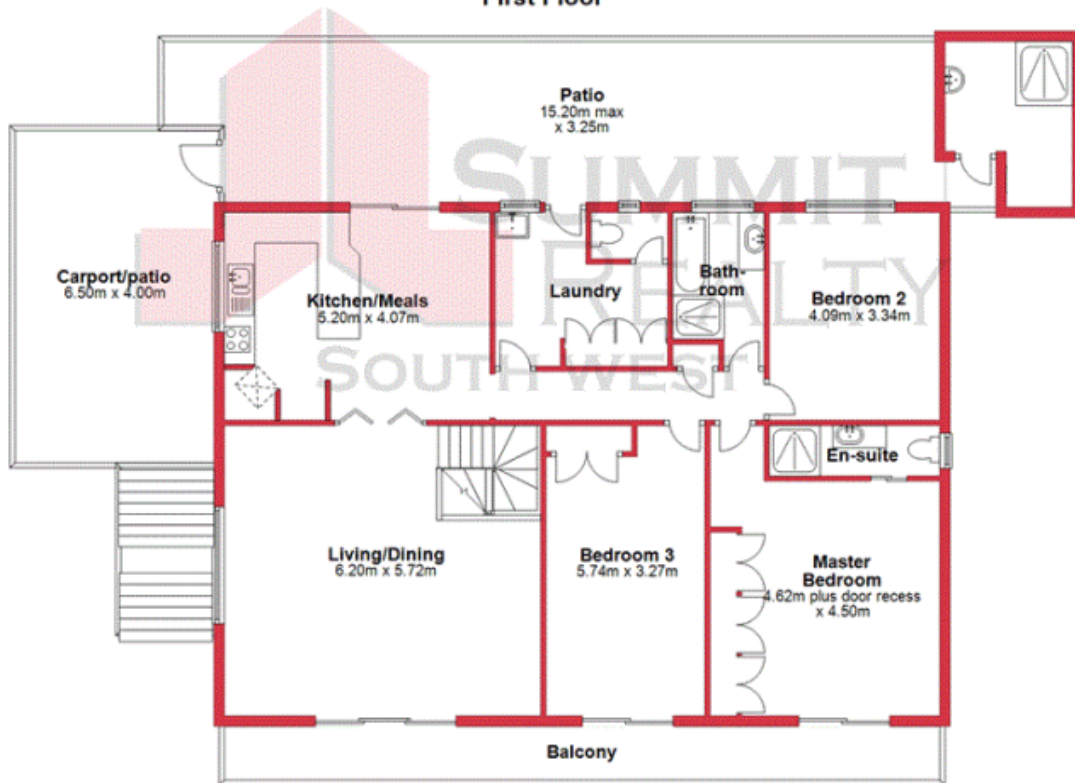 First Floor
Patio
15.20m max
x 3.25m
SUMMIT
REALTY
SOUTH WEST
Carport/patio
6.50m x 4.00m
Kitchen/Meals
5.20m x 4.07m
Laundry
Bath-
room
Bedroom 2
4.09m x 3.34m
En-suite
Living/Dining
6.20m x 5.72m
Bedroom 3
5.74m x 3.27m
Master
Bedroom
4.62m plus door recess
x 4.50m
Balcony